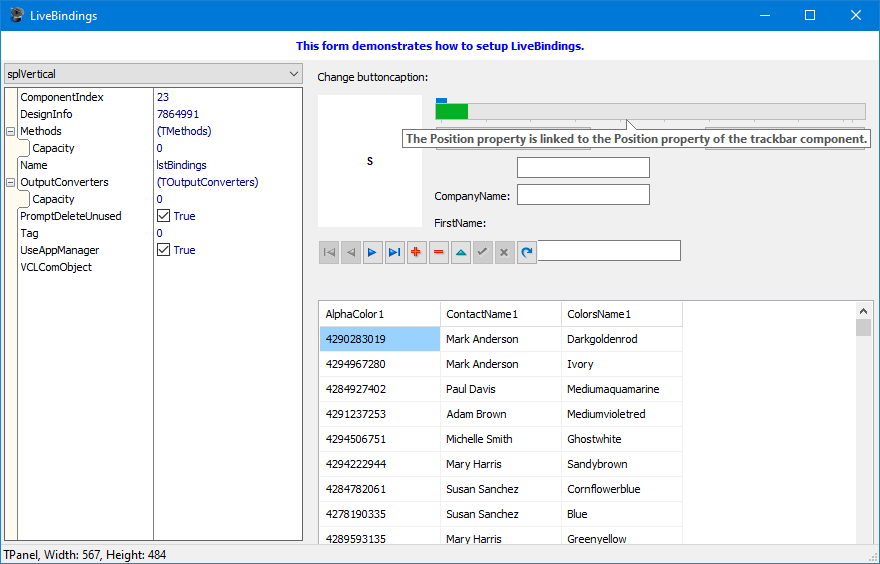 LiveBindings
This form demonstrates how to setup LiveBindings.
splVertical
ComponentIndex 23
DesignInfo 7864991
Methods (TMethods)
Capacity 0
Name lstBindings
OutputConverters (TOutputConverters)
Capacity 0
PromptDeleteUnused True
Tag 0
UseAppManager True
VCLComObject
Change buttoncaption:
S
The Position property is linked to the Position property of the trackbar component.
CompanyName:
FirstName:
AlphaColor1 ContactName1 ColorsName1
4290283019 Mark Anderson Darkgoldenrod
4294967280 Mark Anderson Ivory
4284927402 Paul Davis Mediumaquamarine
4291237253 Adam Brown Mediumvioletred
4294506751 Michelle Smith Ghostwhite
4294222944 Mary Harris Sandybrown
4284782061 Susan Sanchez Cornflowerblue
4278190335 Susan Sanchez Blue
4289593135 Mary Harris Greenyellow
TPanel, Width: 567, Height: 484